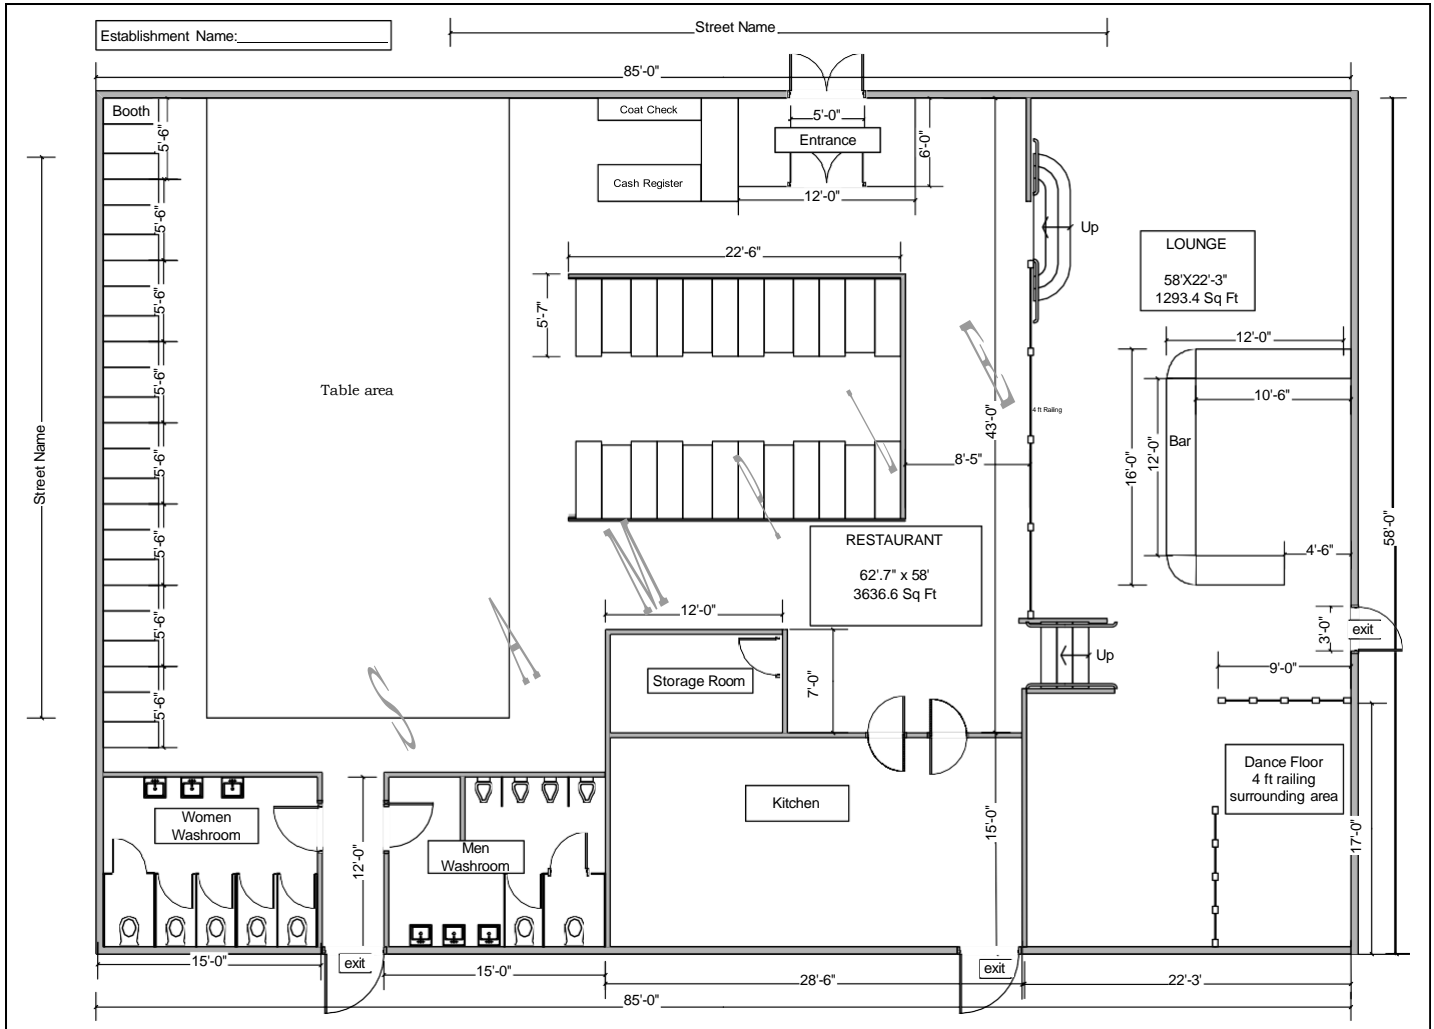 Street Name
Establishment Name:
85'-0"
Booth
Coat Check
5'-0"
Entrance
6'-0"
Cash Register
12'-0"
5'-6"
5'-6"
5'-6"
5'-6"
5'-6"
5'-6"
5'-6"
5'-6"
Street Name
Table area
22'-6"
5'-7"
Up
LOUNGE
58'X22'-3"
1293.4 Sq Ft
12'-0"
10'-6"
4 ft Railing
43'-0"
8'-5"
Bar
16'-0"
12'-0"
4'-6"
58'-0"
RESTAURANT
62'.7" x 58'
3636.6 Sq Ft
SAMPLE
12'-0"
Storage Room
7'-0"
3'-0"
exit
Up
9'-0"
Dance Floor
4 ft railing
surrounding area
17'-0"
Kitchen
15'-0"
Women
Washroom
12'-0"
Men
Washroom
15'-0"
exit
15'-0"
28'-6"
exit
22'-3'
85'-0"